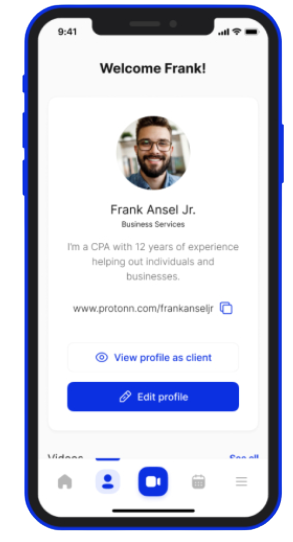 9:41
Welcome Frank!
Frank Ansel Jr.
Business Services
I'm a CPA with 12 years of experience
helping out individuals and
businesses.
www.protonn.com/frankanseljr
View profile as client
Edit profile
Videos
See all